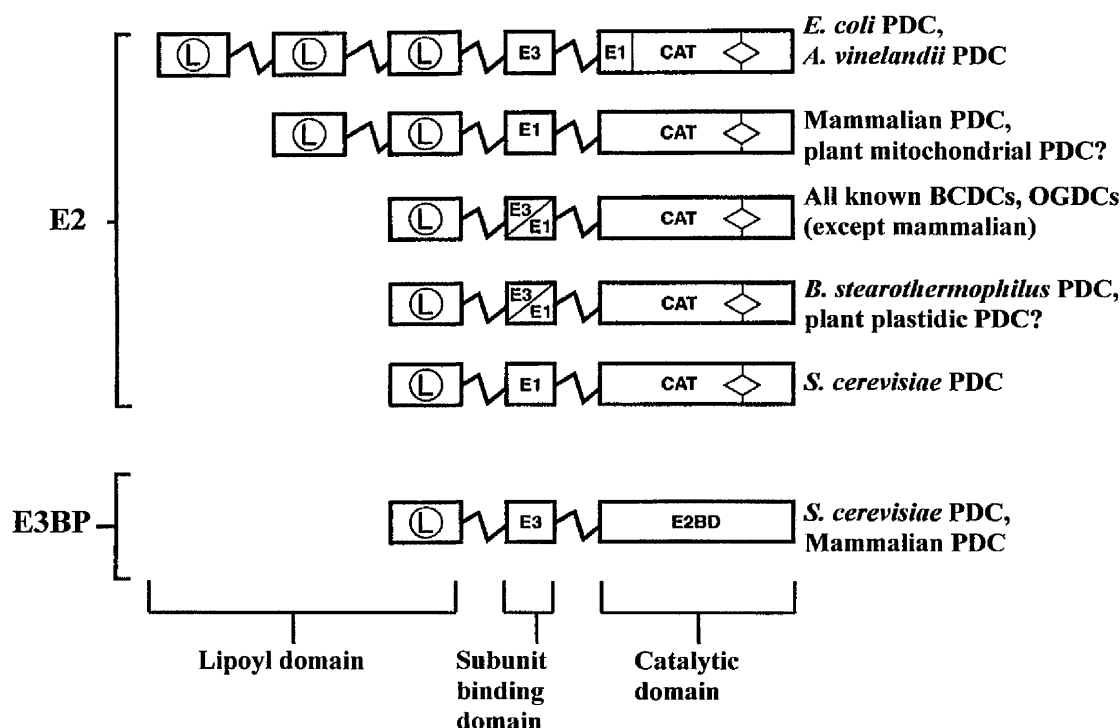 L L L E3 E1 CAT E. coli PDC,
A. vinelandii PDC
L L E1 CAT Mammalian PDC,
plant mitochondrial PDC?
E2
L E3 E1 CAT All known BCDCs, OGDCs
(except mammalian)
L E3 E1 CAT B. stearothermophilus PDC,
plant plastidic PDC?
L E1 CAT S. cerevisiae PDC
E3BP
L E3 E2BD S. cerevisiae PDC,
Mammalian PDC
Lipoyl domain
Subunit
binding
domain
Catalytic
domain